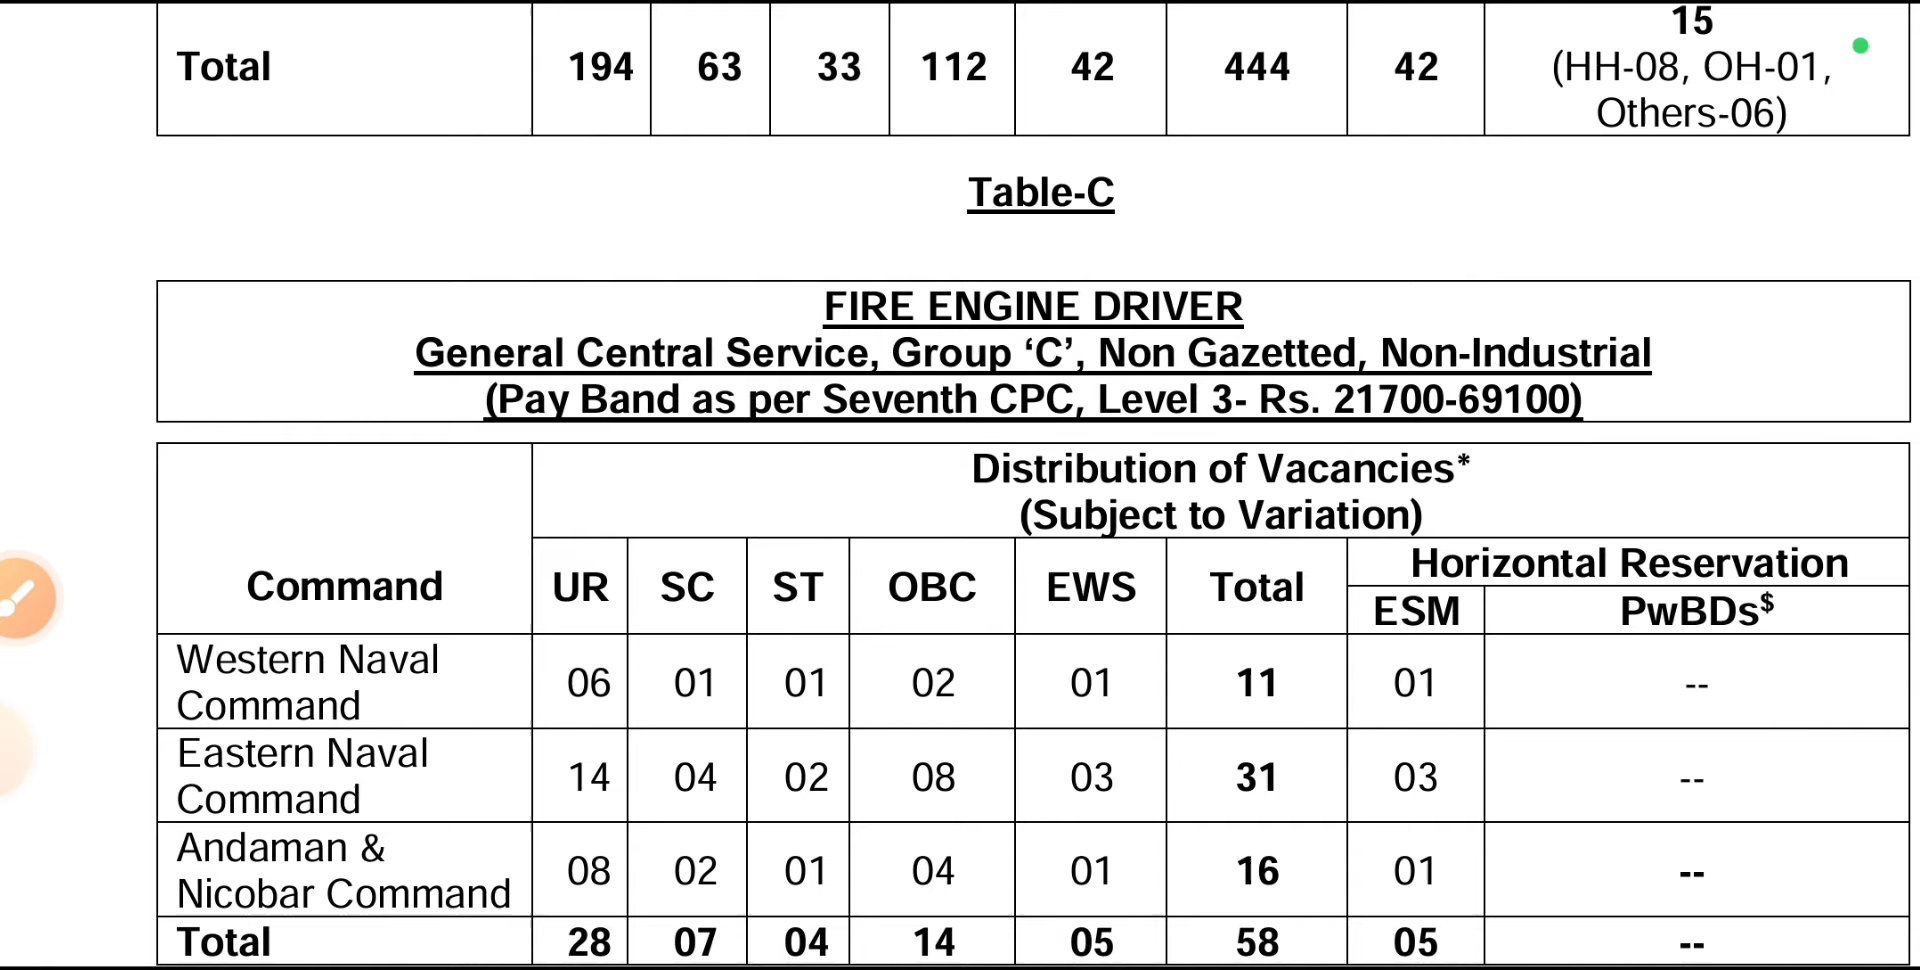 Total 194 63 33 112 42 444 42 15
(HH-08, OH-01,
Others-06)
Table-C
FIRE ENGINE DRIVER
General Central Service, Group ‘C’, Non Gazetted, Non-Industrial
(Pay Band as per Seventh CPC, Level 3- Rs. 21700-69100)
Distribution of Vacancies*
(Subject to Variation)
Command UR SC ST OBC EWS Total Horizontal Reservation
ESM PwBDs$
Western Naval
Command 06 01 01 02 01 11 01 --
Eastern Naval
Command 14 04 02 08 03 31 03 --
Andaman &
Nicobar Command 08 02 01 04 01 16 01 --
Total 28 07 04 14 05 58 05 --